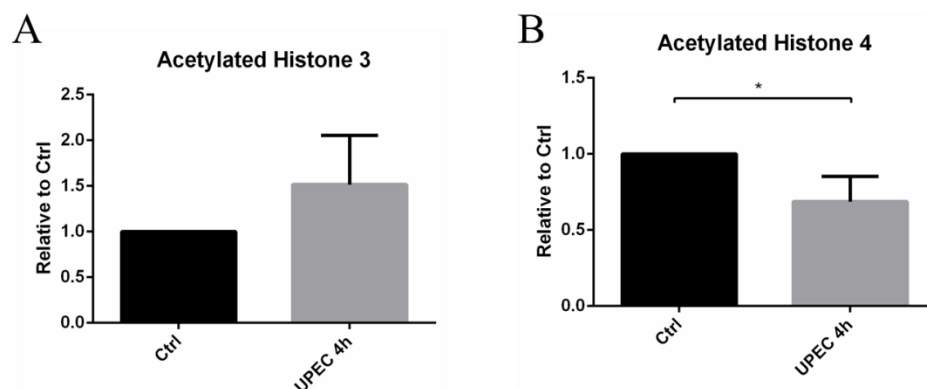 A
Acetylated Histone 3
Relative to Ctrl
2.5
2.0
1.5
1.0
0.5
0.0
Ctrl
UPEC 4h
B
Acetylated Histone 4
Relative to Ctrl
1.5
1.0
0.5
0.0
*
Ctrl
UPEC 4h